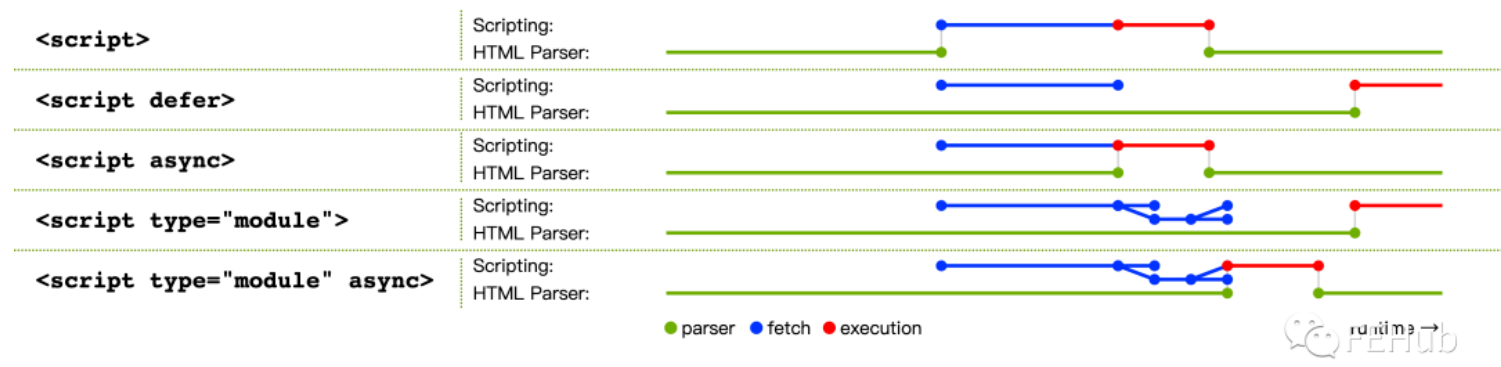 <script>
Scripting:
HTML Parser:
<script defer>
Scripting:
HTML Parser:
<script async>
Scripting:
HTML Parser:
<script type="module">
Scripting:
HTML Parser:
<script type="module" async>
Scripting:
HTML Parser:
parser fetch execution
runtime →
FEHub